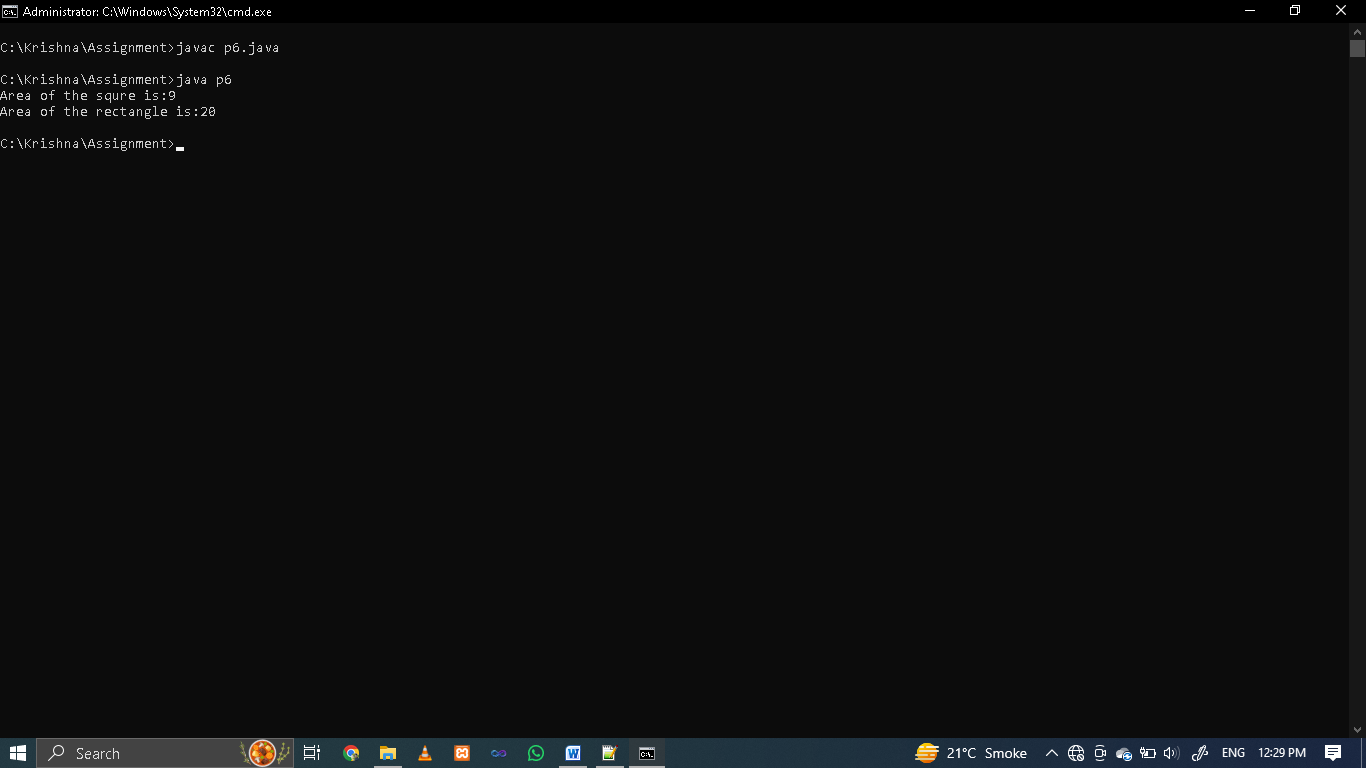 Administrator: C:\Windows\System32\cmd.exe
C:\Krishna\Assignment>javac p6.java
C:\Krishna\Assignment>java p6
Area of the squre is:9
Area of the rectangle is:20
C:\Krishna\Assignment>
Search
21°C Smoke
ENG
12:29 PM